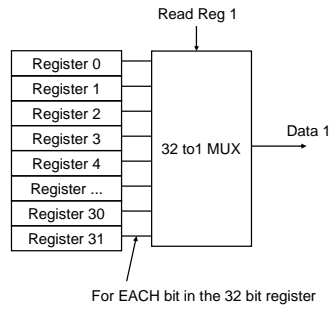 Read Reg 1
Register 0
Register 1
Register 2
Register 3
Register 4
Register ...
Register 30
Register 31
32 to1 MUX
Data 1
For EACH bit in the 32 bit register